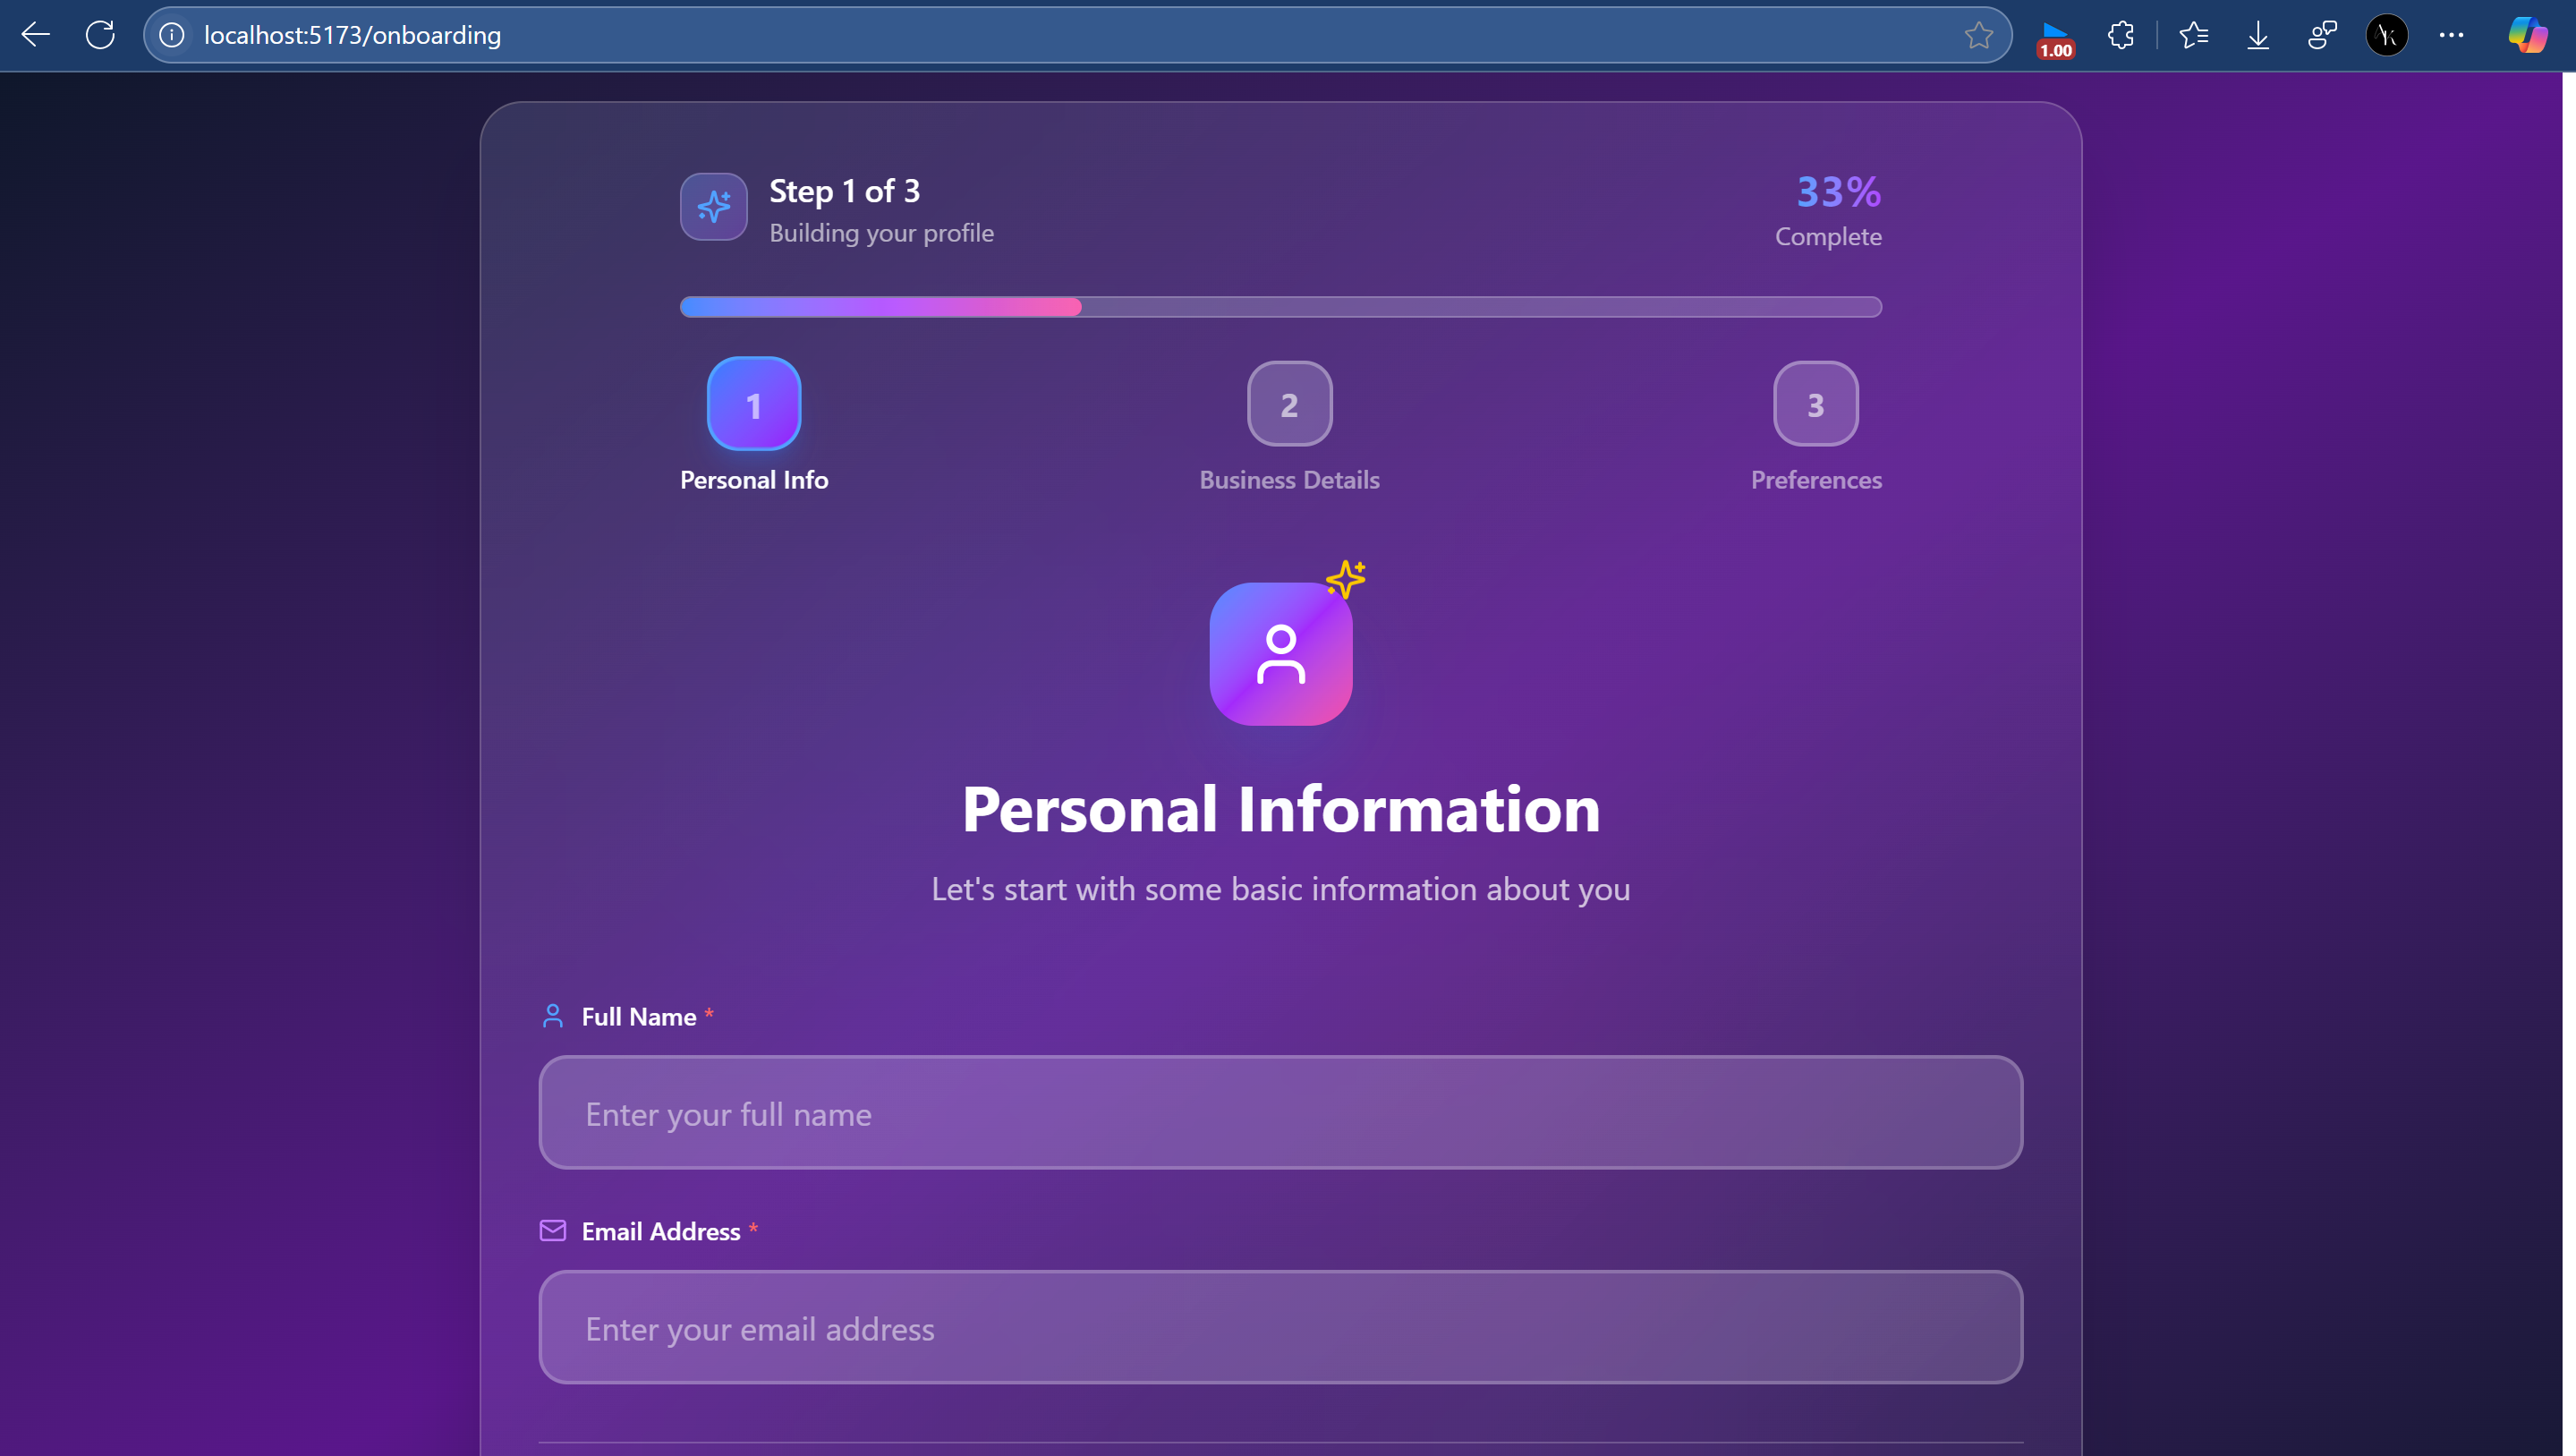 localhost:5173/onboarding
1.00
Step 1 of 3
Building your profile
33%
Complete
1
2
3
Personal Info
Business Details
Preferences
Personal Information
Let's start with some basic information about you
Full Name *
Enter your full name
Email Address *
Enter your email address